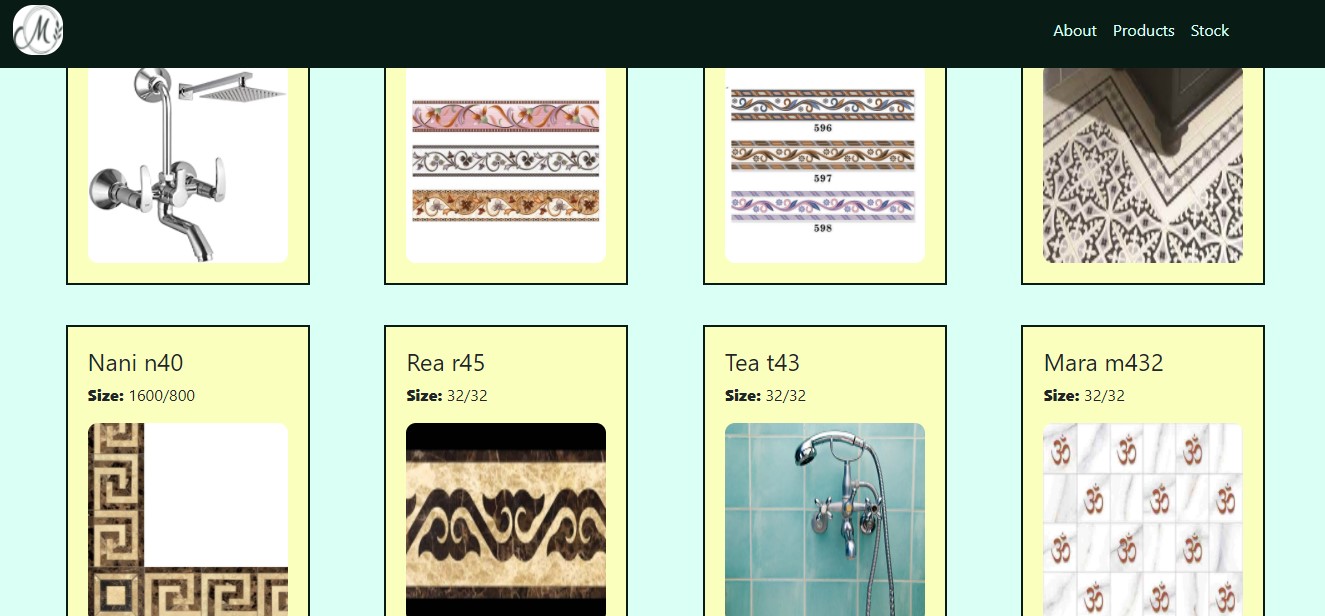 M
About Products Stock
596
597
598
Nani n40
Size: 1600/800
Rea r45
Size: 32/32
Tea t43
Size: 32/32
Mara m432
Size: 32/32
ॐ ॐ ॐ
ॐ ॐ ॐ
ॐ ॐ ॐ
ॐ ॐ ॐ